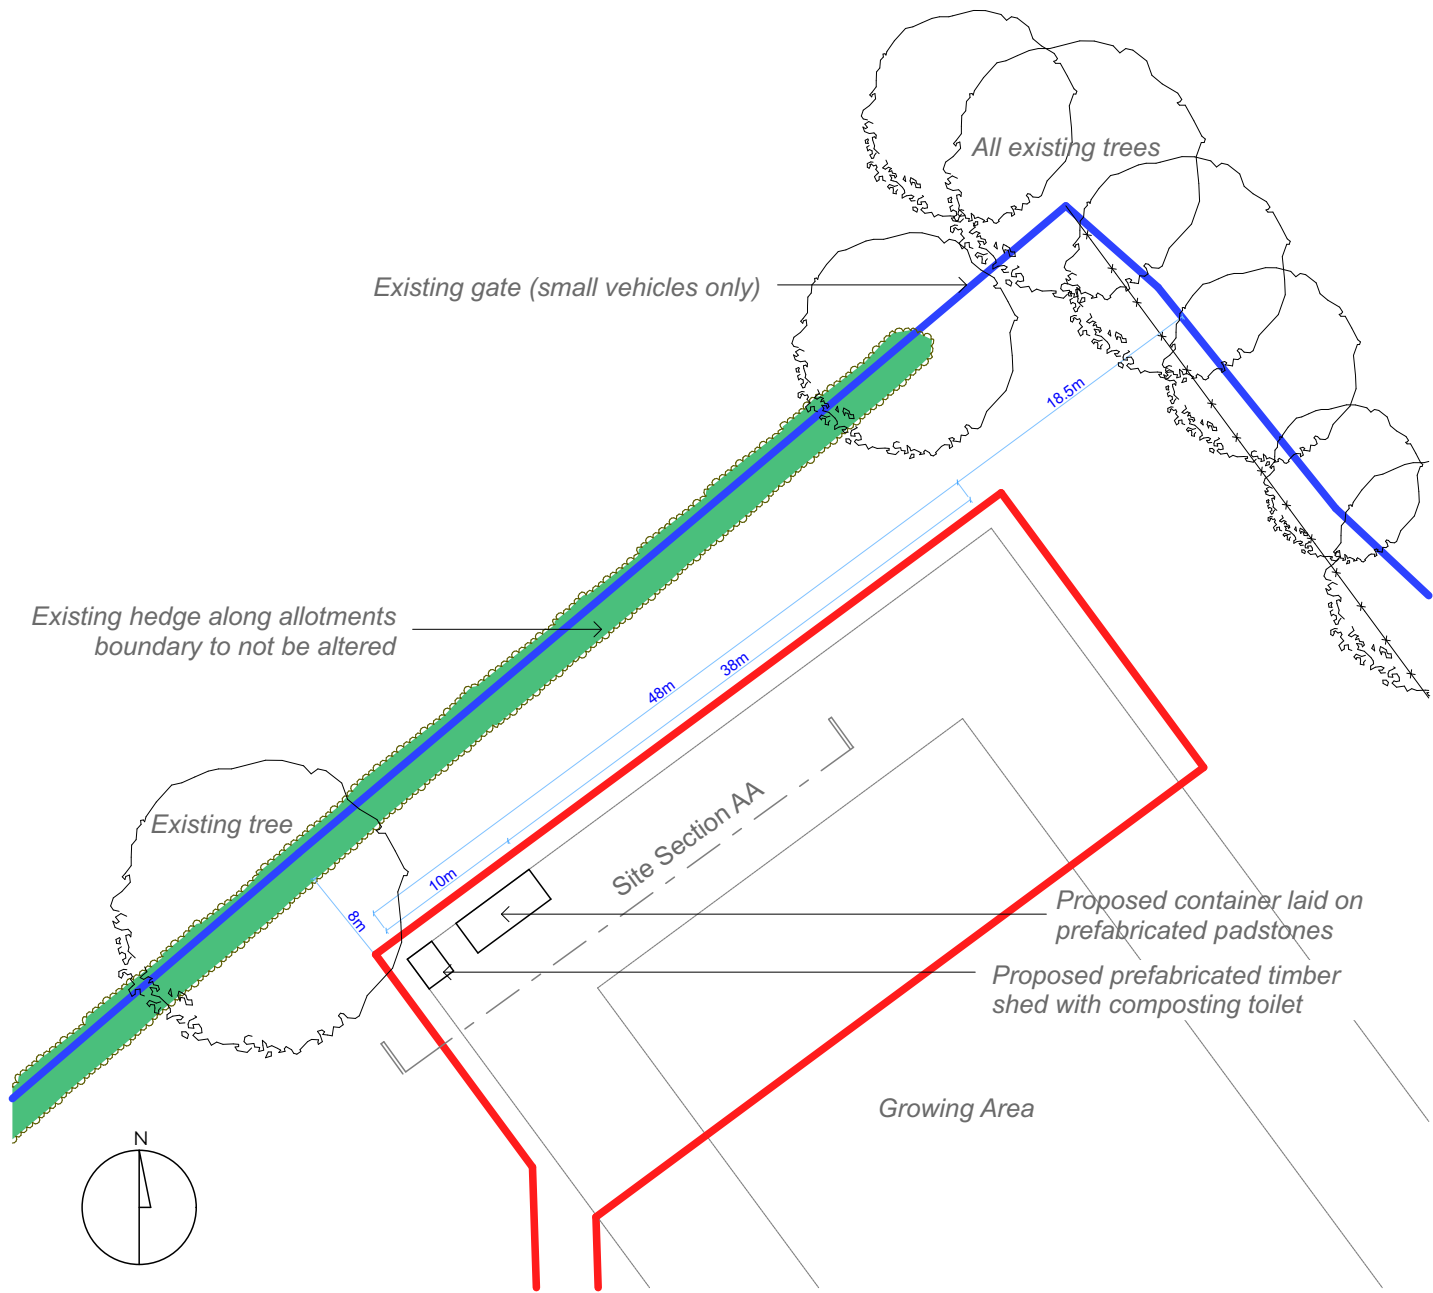 All existing trees
Existing gate (small vehicles only)
18.5m
Existing hedge along allotments
boundary to not be altered
38m
48m
Site Section AA
Existing tree
10m
8m
Proposed container laid on
prefabricated padstones
Proposed prefabricated timber
shed with composting toilet
Growing Area
N